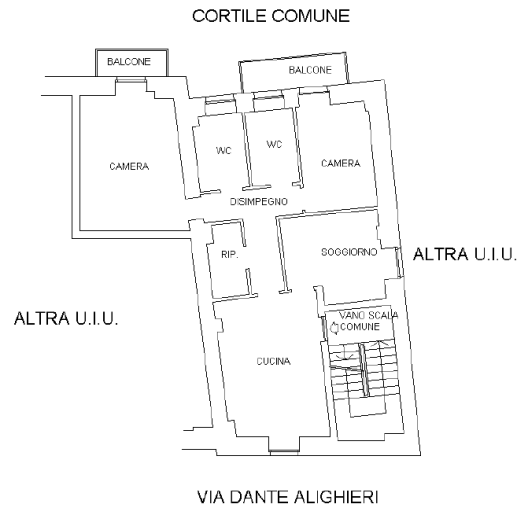 CORTILE COMUNE
BALCONE
BALCONE
WC
WC
CAMERA
CAMERA
DISIMPEGNO
RIP.
SOGGIORNO
ALTRA U.I.U.
ALTRA U.I.U.
VANO SCALA
COMUNE
CUCINA
VIA DANTE ALIGHIERI